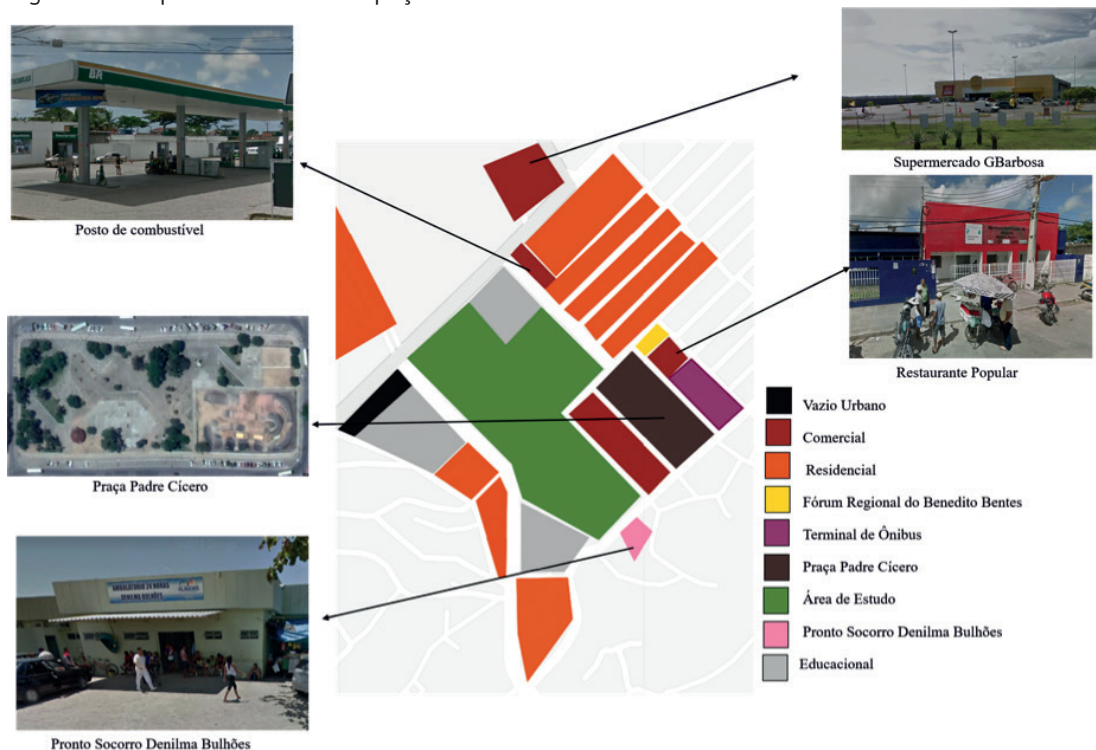 BR
Posto de combustível
Supermercado GBarbosa
Restaurante Popular
Praça Padre Cícero
AMBULATÓRIO 24 HORAS
DENILMA BULHÕES
Pronto Socorro Denilma Bulhões
Vazio Urbano
Comercial
Residencial
Fórum Regional do Benedito Bentes
Terminal de Ônibus
Praça Padre Cícero
Área de Estudo
Pronto Socorro Denilma Bulhões
Educacional